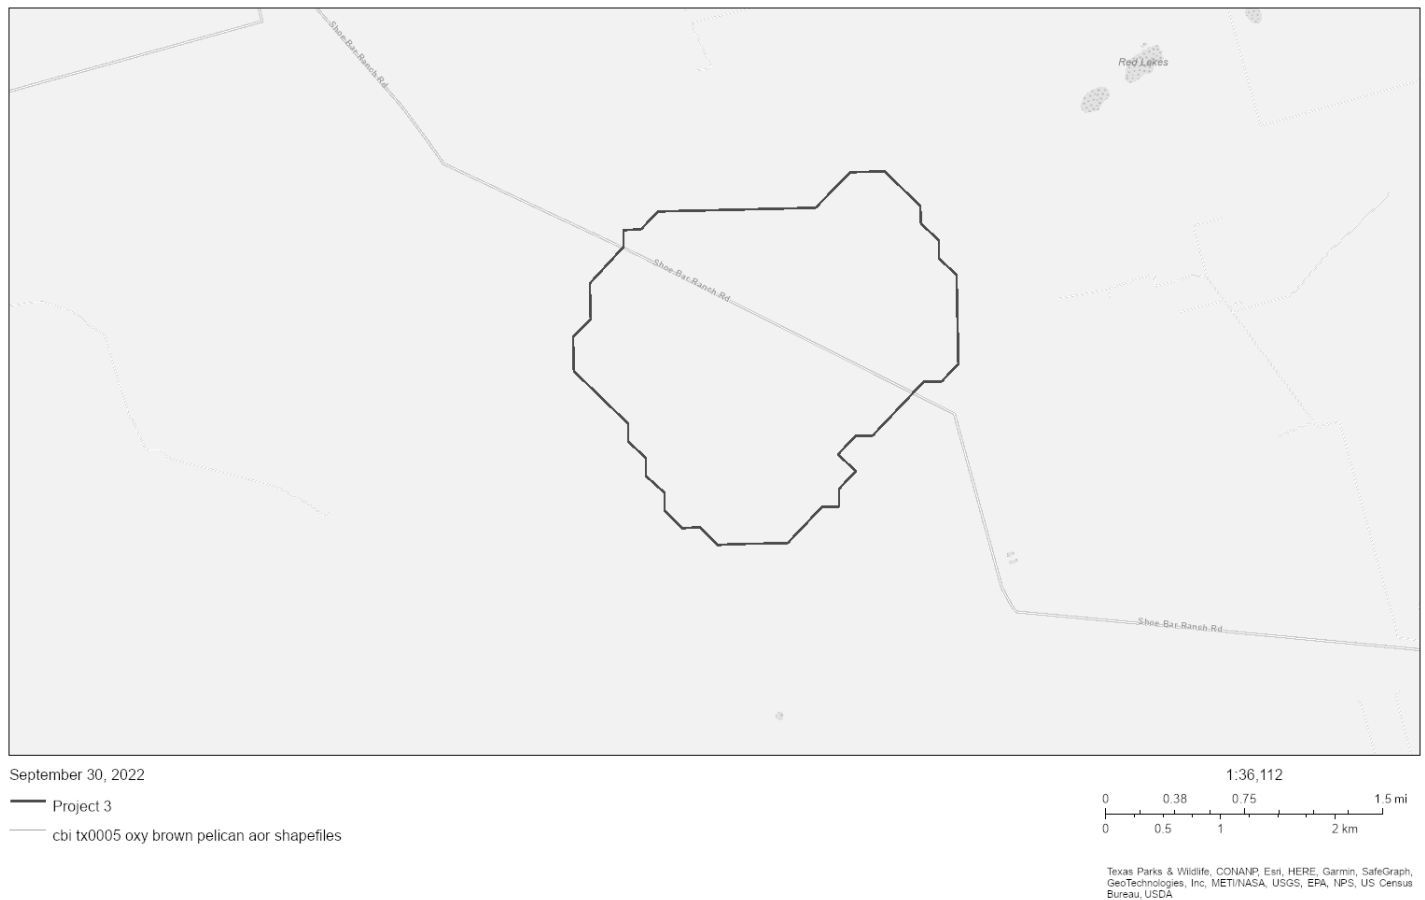 Shoe Bar Ranch Rd
Red Lakes
Shoe Bar Ranch Rd
Shoe Bar Ranch Rd
September 30, 2022
Project 3
cbi tx0005 oxy brown pelican aor shapefiles
1:36,112
0 0.38 0.75 1.5 mi
0 0.5 1 2 km
Texas Parks & Wildlife, CONANP, Esri, HERE, Garmin, SafeGraph,
GeoTechnologies, Inc, METI/NASA, USGS, EPA, NPS, US Census
Bureau, USDA